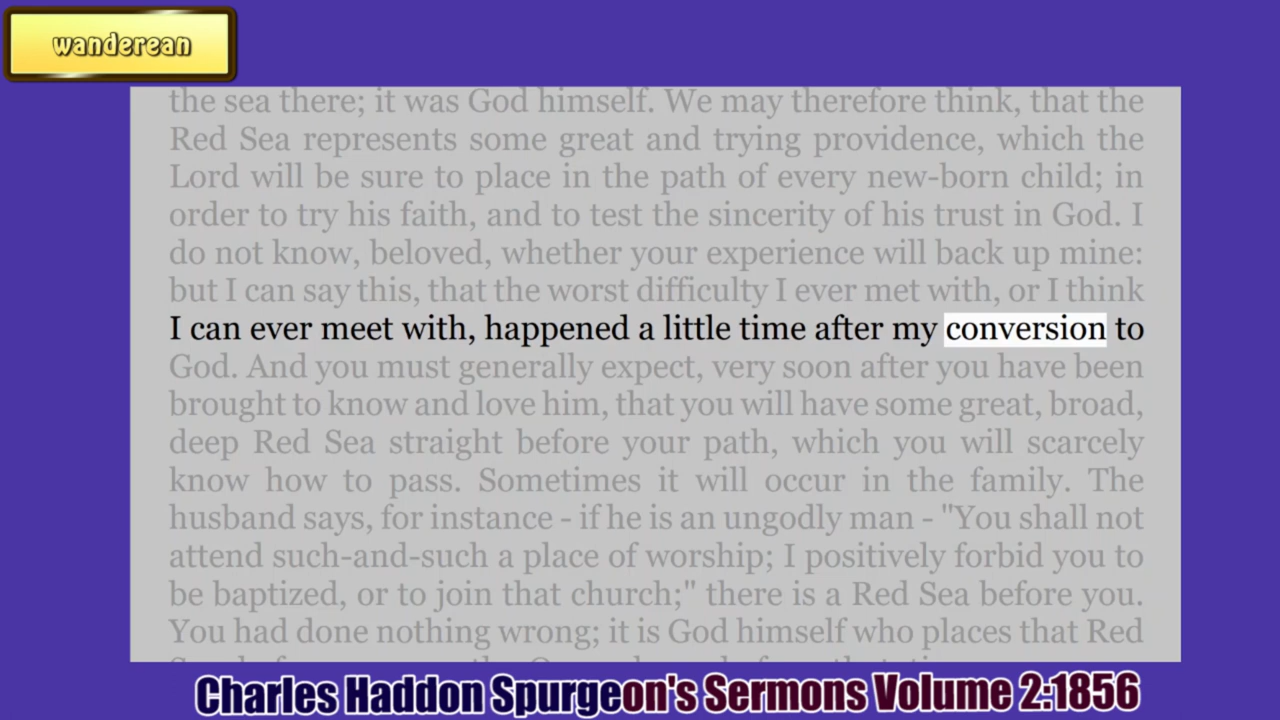 wanderean
the sea there; it was God himself. We may therefore think, that the
Red Sea represents some great and trying providence, which the
Lord will be sure to place in the path of every new-born child; in
order to try his faith, and to test the sincerity of his trust in God. I
do not know, beloved, whether your experience will back up mine:
but I can say this, that the worst difficulty I ever met with, or I think
I can ever meet with, happened a little time after my conversion to
God. And you must generally expect, very soon after you have been
brought to know and love him, that you will have some great, broad,
deep Red Sea straight before your path, which you will scarcely
know how to pass. Sometimes it will occur in the family. The
husband says, for instance - if he is an ungodly man - "You shall not
attend such-and-such a place of worship; I positively forbid you to
be baptized, or to join that church;" there is a Red Sea before you.
You had done nothing wrong; it is God himself who places that Red
Charles Haddon Spurgeon's Sermons Volume 2:1856